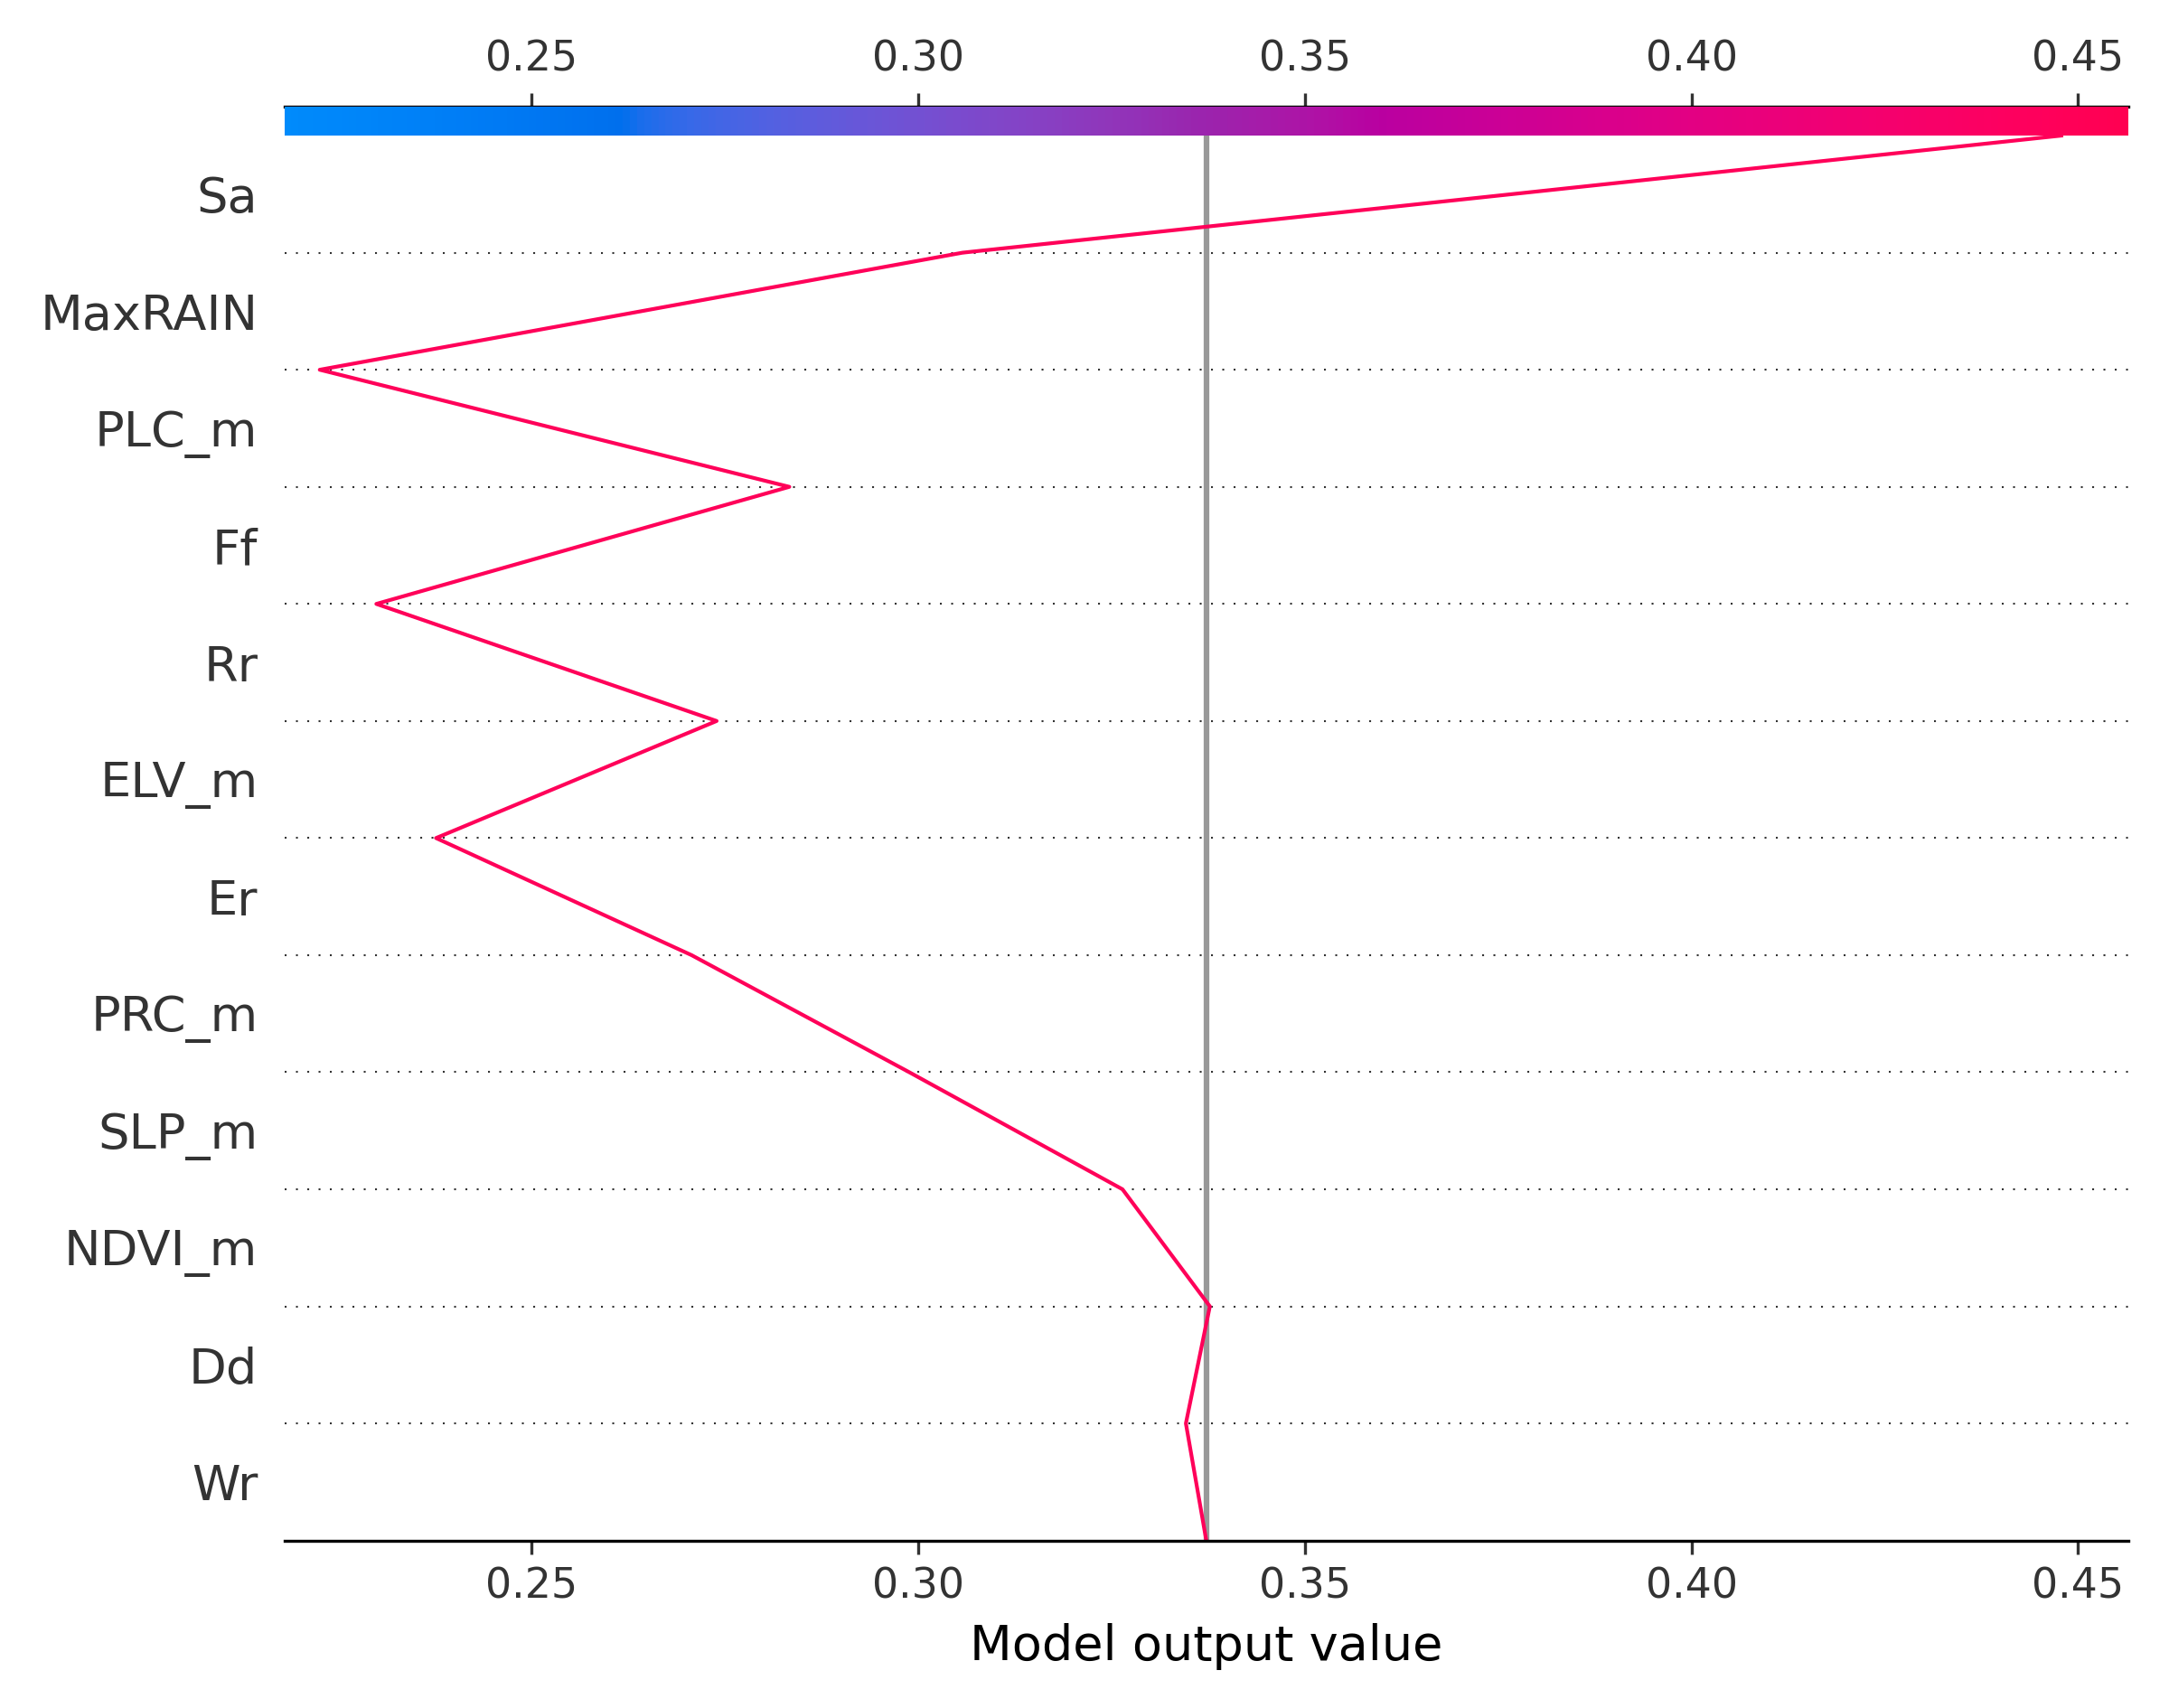 0.25 0.30 0.35 0.40 0.45
Sa
MaxRAIN
PLC_m
Ff
Rr
ELV_m
Er
PRC_m
SLP_m
NDVI_m
Dd
Wr
0.25 0.30 0.35 0.40 0.45
Model output value